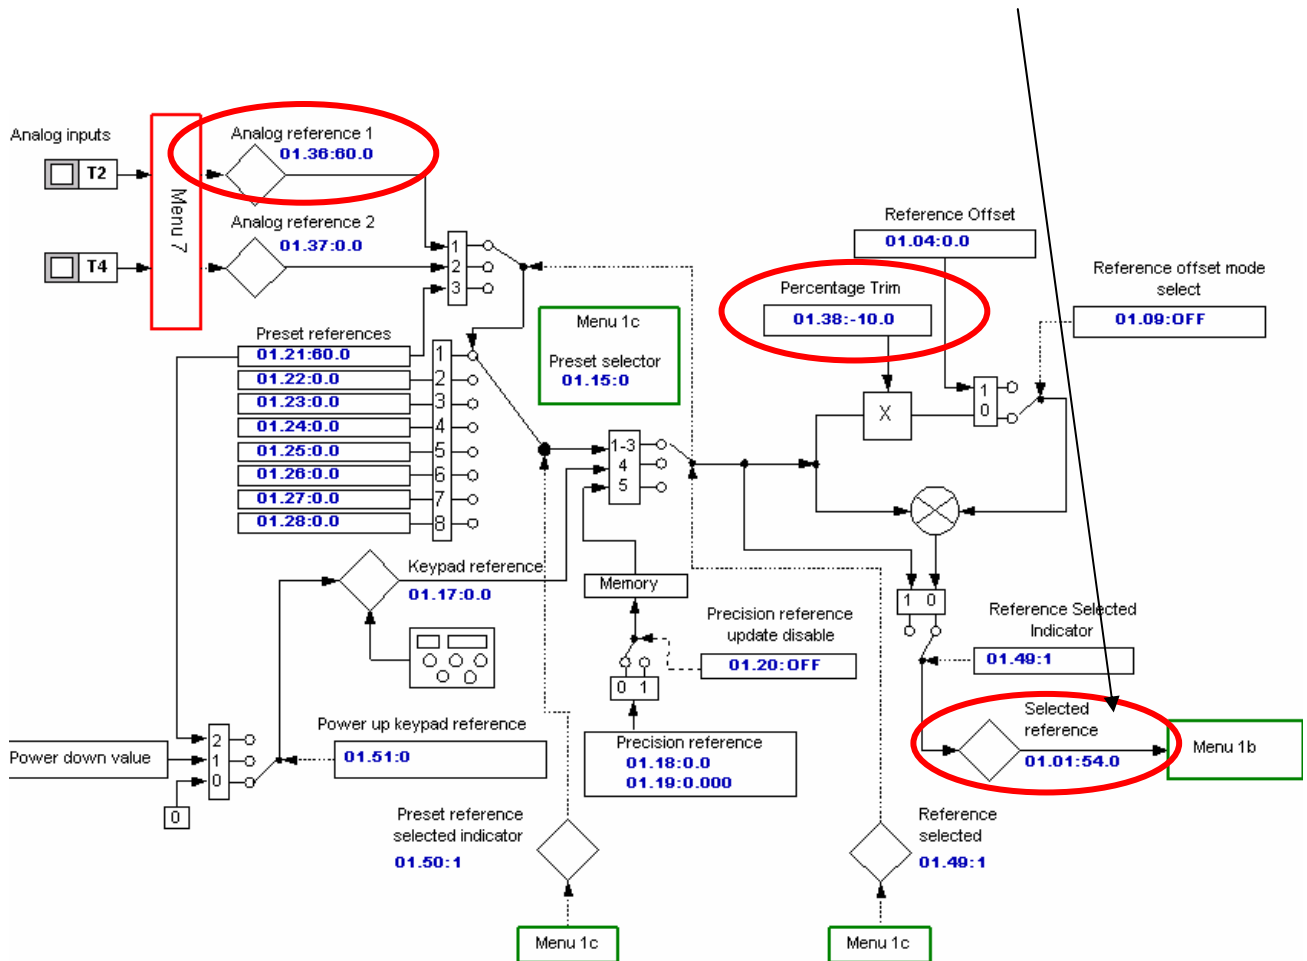 Analog inputs
T2
T4
Menu 7
Analog reference 1
01.36:60.0
Analog reference 2
01.37:0.0
1
2
3
Preset references
01.21:60.0
01.22:0.0
01.23:0.0
01.24:0.0
01.25:0.0
01.26:0.0
01.27:0.0
01.28:0.0
1
2
3
4
5
6
7
8
Menu 1c
Preset selector
01.15:0
1-3
4
5
Reference Offset
01.04:0.0
Percentage Trim
01.38:-10.0
X
1
0
Reference offset mode
select
01.09:OFF
Keypad reference
01.17:0.0
Memory
Precision reference
update disable
01.20:OFF
0 1
Precision reference
01.18:0.0
01.19:0.000
1 0
Reference Selected
Indicator
01.49:1
Selected
reference
01.01:54.0
Menu 1b
Power up keypad reference
01.51:0
Power down value
2
1
0
0
Preset reference
selected indicator
01.50:1
Menu 1c
Reference
selected
01.49:1
Menu 1c